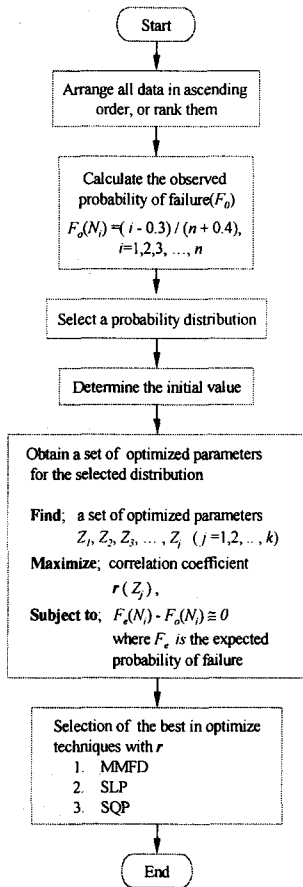 Start
Arrange all data in ascending
order, or rank them
Calculate the observed
probability of failure(F₀)
Fₒ(Nᵢ) =( i - 0.3) / (n + 0.4),
i=1,2,3, ..., n
Select a probability distribution
Determine the initial value
Obtain a set of optimized parameters
for the selected distribution
Find; a set of optimized parameters
Z₁, Z₂, Z₃, ... , Zⱼ ( j =1,2, .., k)
Maximize; correlation coefficient
r ( Zⱼ ) ,
Subject to; Fₑ(Nᵢ) - Fₒ(Nᵢ) ≅ 0
where Fₑ is the expected
probability of failure
Selection of the best in optimize
techniques with r
1. MMFD
2. SLP
3. SQP
End